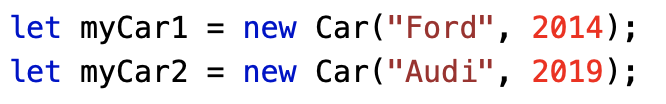 let myCar1 = new Car("Ford", 2014);
let myCar2 = new Car("Audi", 2019);